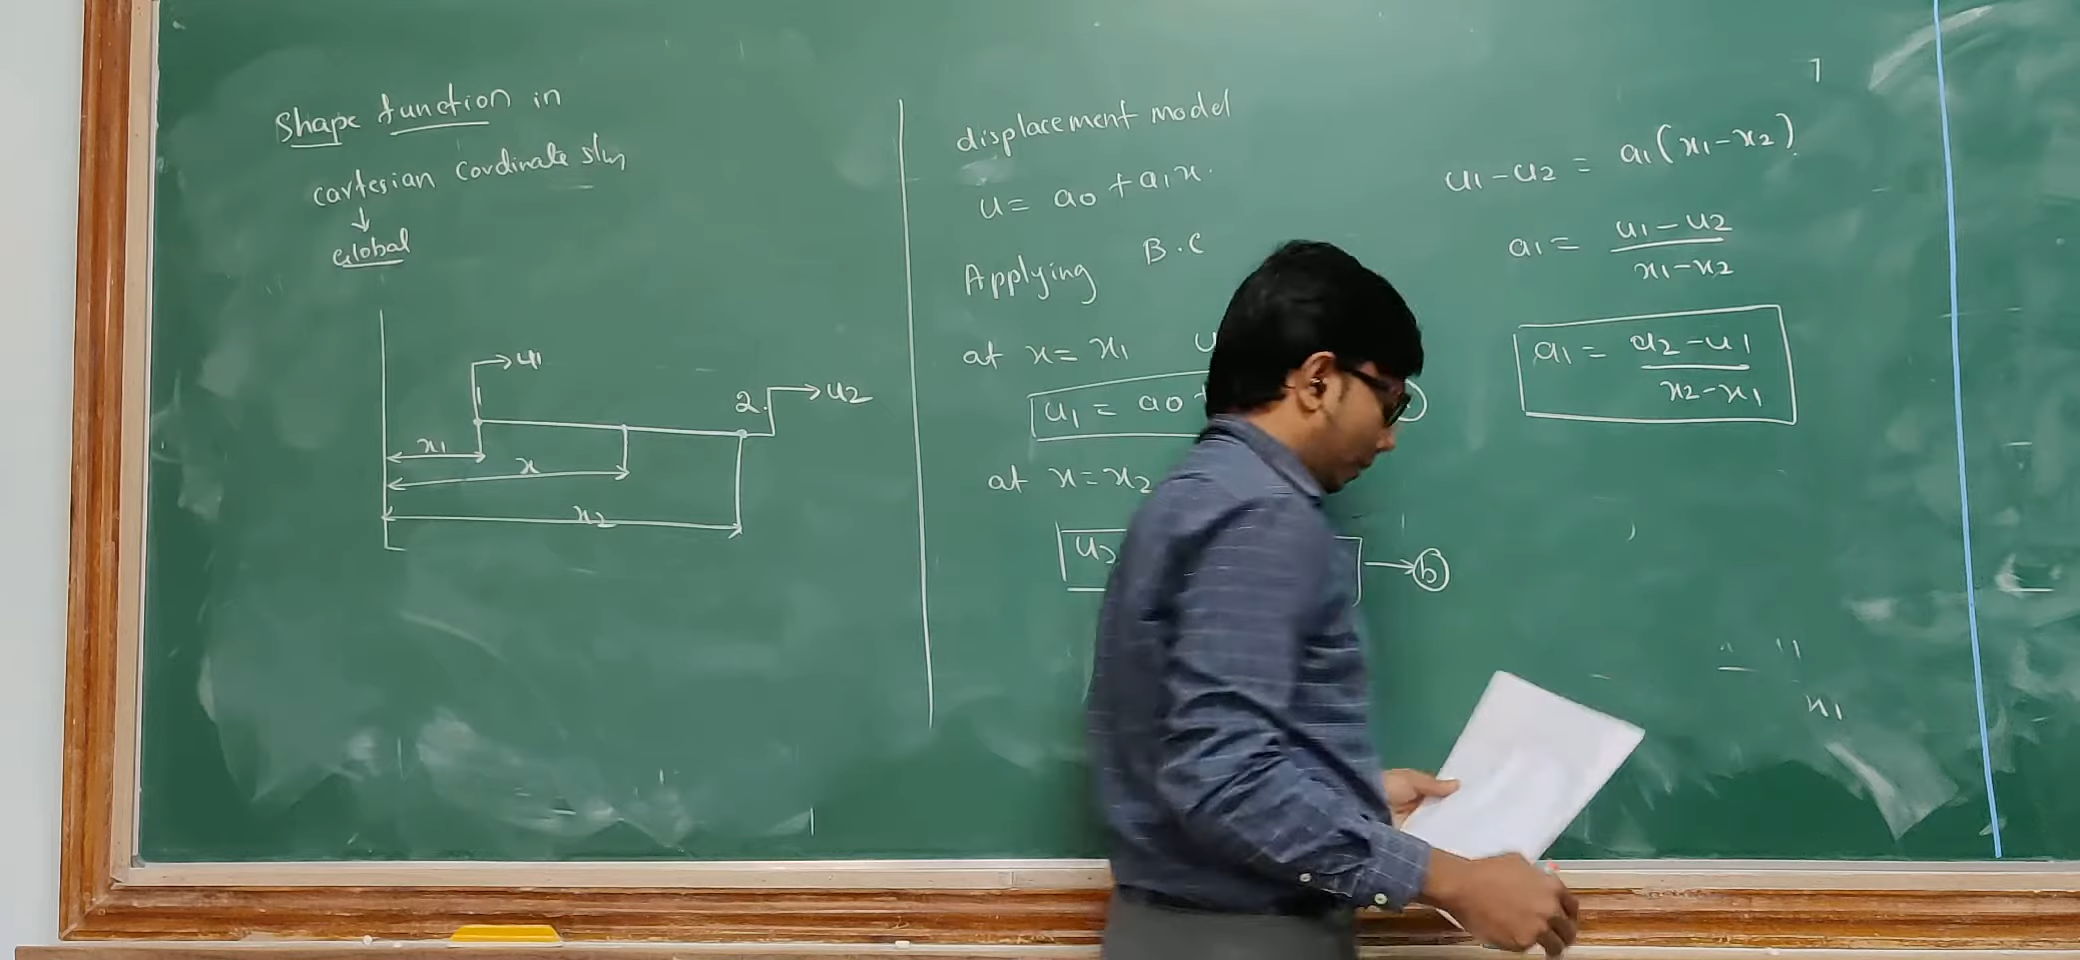 Shape function in
cartesian Cordinate s/m
↓
Global
→u1
1
2.
→u2
x1
x
x2
displacement model
u = a0 + a1x.
Applying B.C
at x = x1 u
u1 = a0 +
at x = x2
u2
→ b
u1 - u2 = a1(x1 - x2)
a1 = u1 - u2
x1 - x2
a1 = u2 - u1
x2 - x1
x1